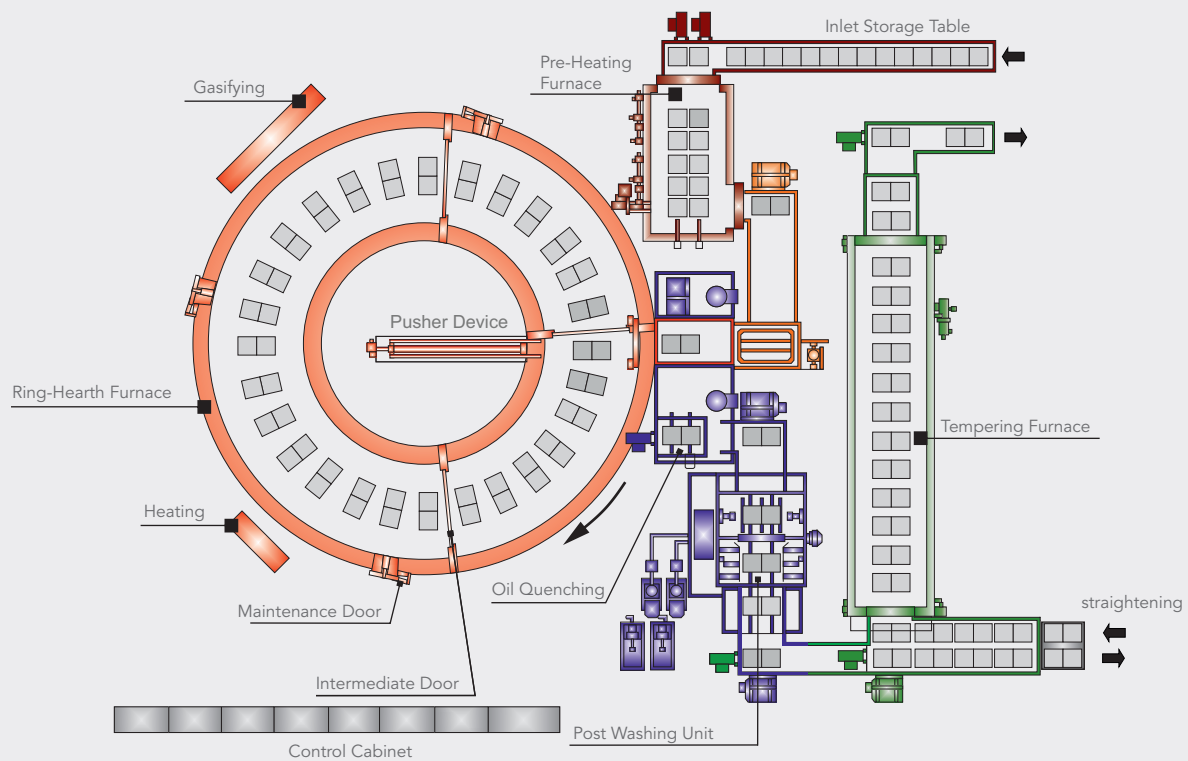 Inlet Storage Table
Pre-Heating
Furnace
Gasifying
Pusher Device
Ring-Hearth Furnace
Tempering Furnace
Heating
Oil Quenching
Maintenance Door
straightening
Intermediate Door
Post Washing Unit
Control Cabinet